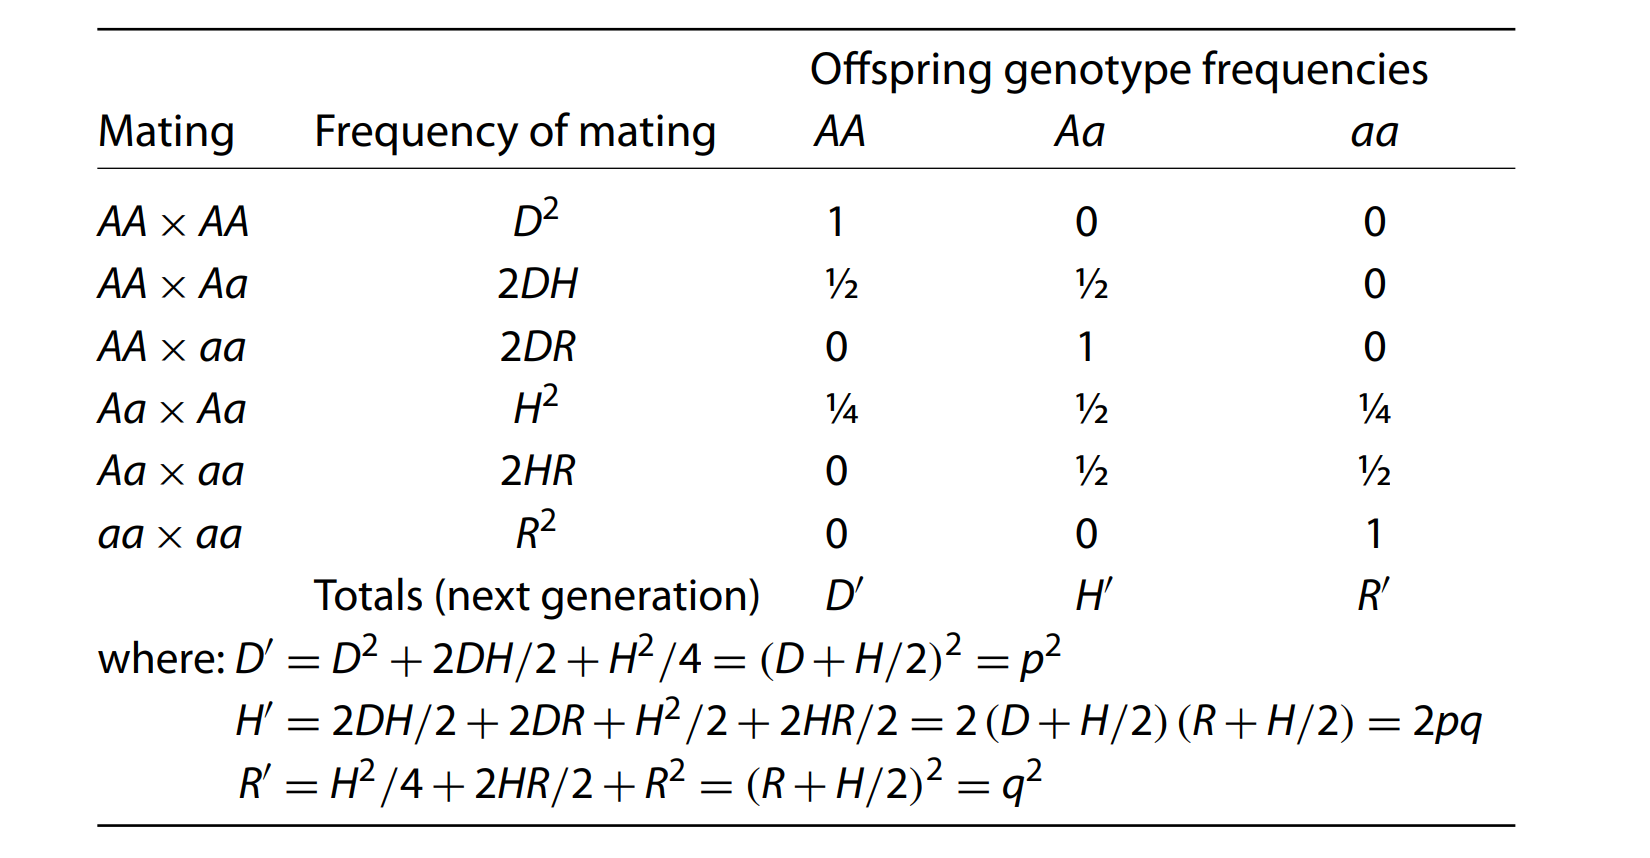 Offspring genotype frequencies
Mating Frequency of mating AA Aa aa
AA × AA D² 1 0 0
AA × Aa 2DH ½ ½ 0
AA × aa 2DR 0 1 0
Aa × Aa H² ¼ ½ ¼
Aa × aa 2HR 0 ½ ½
aa × aa R² 0 0 1
Totals (next generation) D′ H′ R′
where: D′ = D² + 2DH/2 + H²/4 = (D + H/2)² = p²
H′ = 2DH/2 + 2DR + H²/2 + 2HR/2 = 2 (D + H/2) (R + H/2) = 2pq
R′ = H²/4 + 2HR/2 + R² = (R + H/2)² = q²